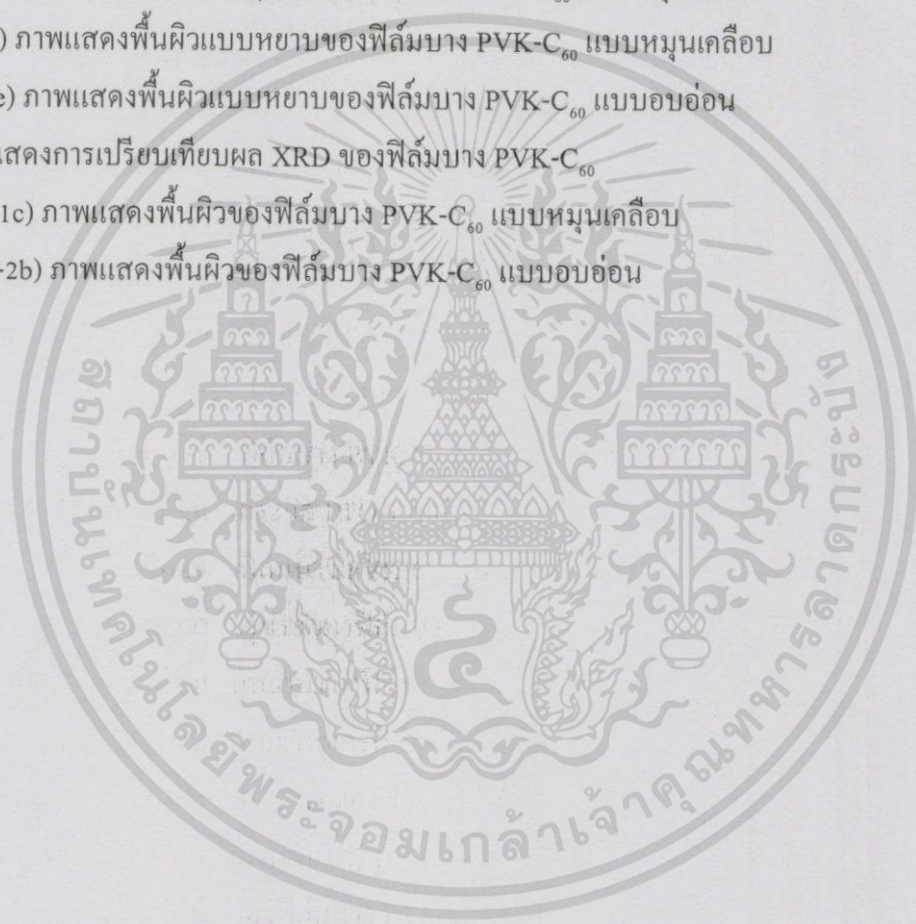 ) ภาพแสดงพื้นผิวแบบหยาบของฟิล์มบาง PVK-C₆₀ แบบหมุนเคลือบ
e) ภาพแสดงพื้นผิวแบบหยาบของฟิล์มบาง PVK-C₆₀ แบบอบอ่อน
แสดงการเปรียบเทียบผล XRD ของฟิล์มบาง PVK-C₆₀
1c) ภาพแสดงพื้นผิวของฟิล์มบาง PVK-C₆₀ แบบหมุนเคลือบ
-2b) ภาพแสดงพื้นผิวของฟิล์มบาง PVK-C₆₀ แบบอบอ่อน
๔
สถาบันเทคโนโลยีพระจอมเกล้าเจ้าคุณทหารลาดกระบัง